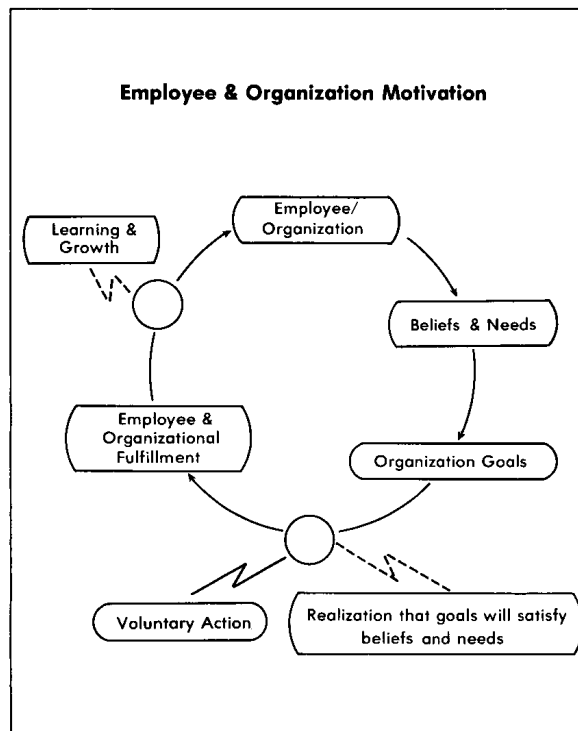 Employee & Organization Motivation
Employee/
Organization
Learning &
Growth
Beliefs & Needs
Employee &
Organizational
Fulfillment
Organization Goals
Voluntary Action
Realization that goals will satisfy
beliefs and needs